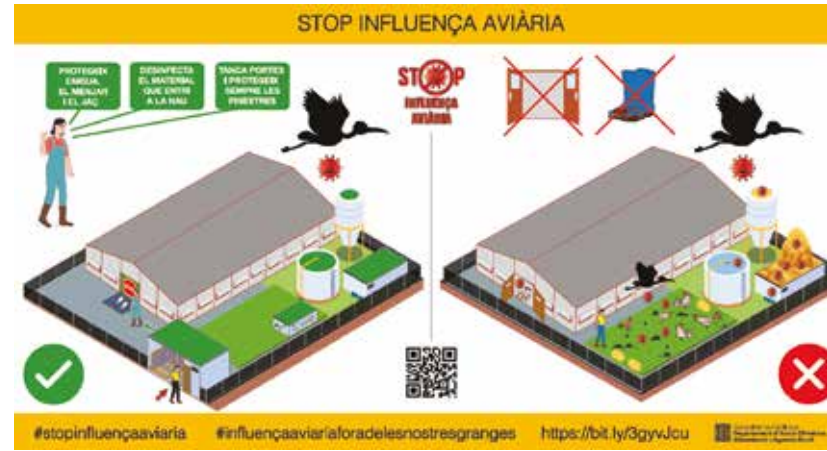 STOP INFLUENÇA AVIÀRIA
PROTEGEIX
L'AIGUA,
EL MENJAR
I EL JAÇ
DESINFECTA
EL MATERIAL
QUE ENTRI
A LA NAU
TANCA PORTES
I PROTEGEIX
SEMPRE LES
FINESTRES
STOP
INFLUENÇA
AVIÀRIA
#stopinfluençaaviaria
#influençaaviariaforadelesnostresgranges
https://bit.ly/3gyvJcu